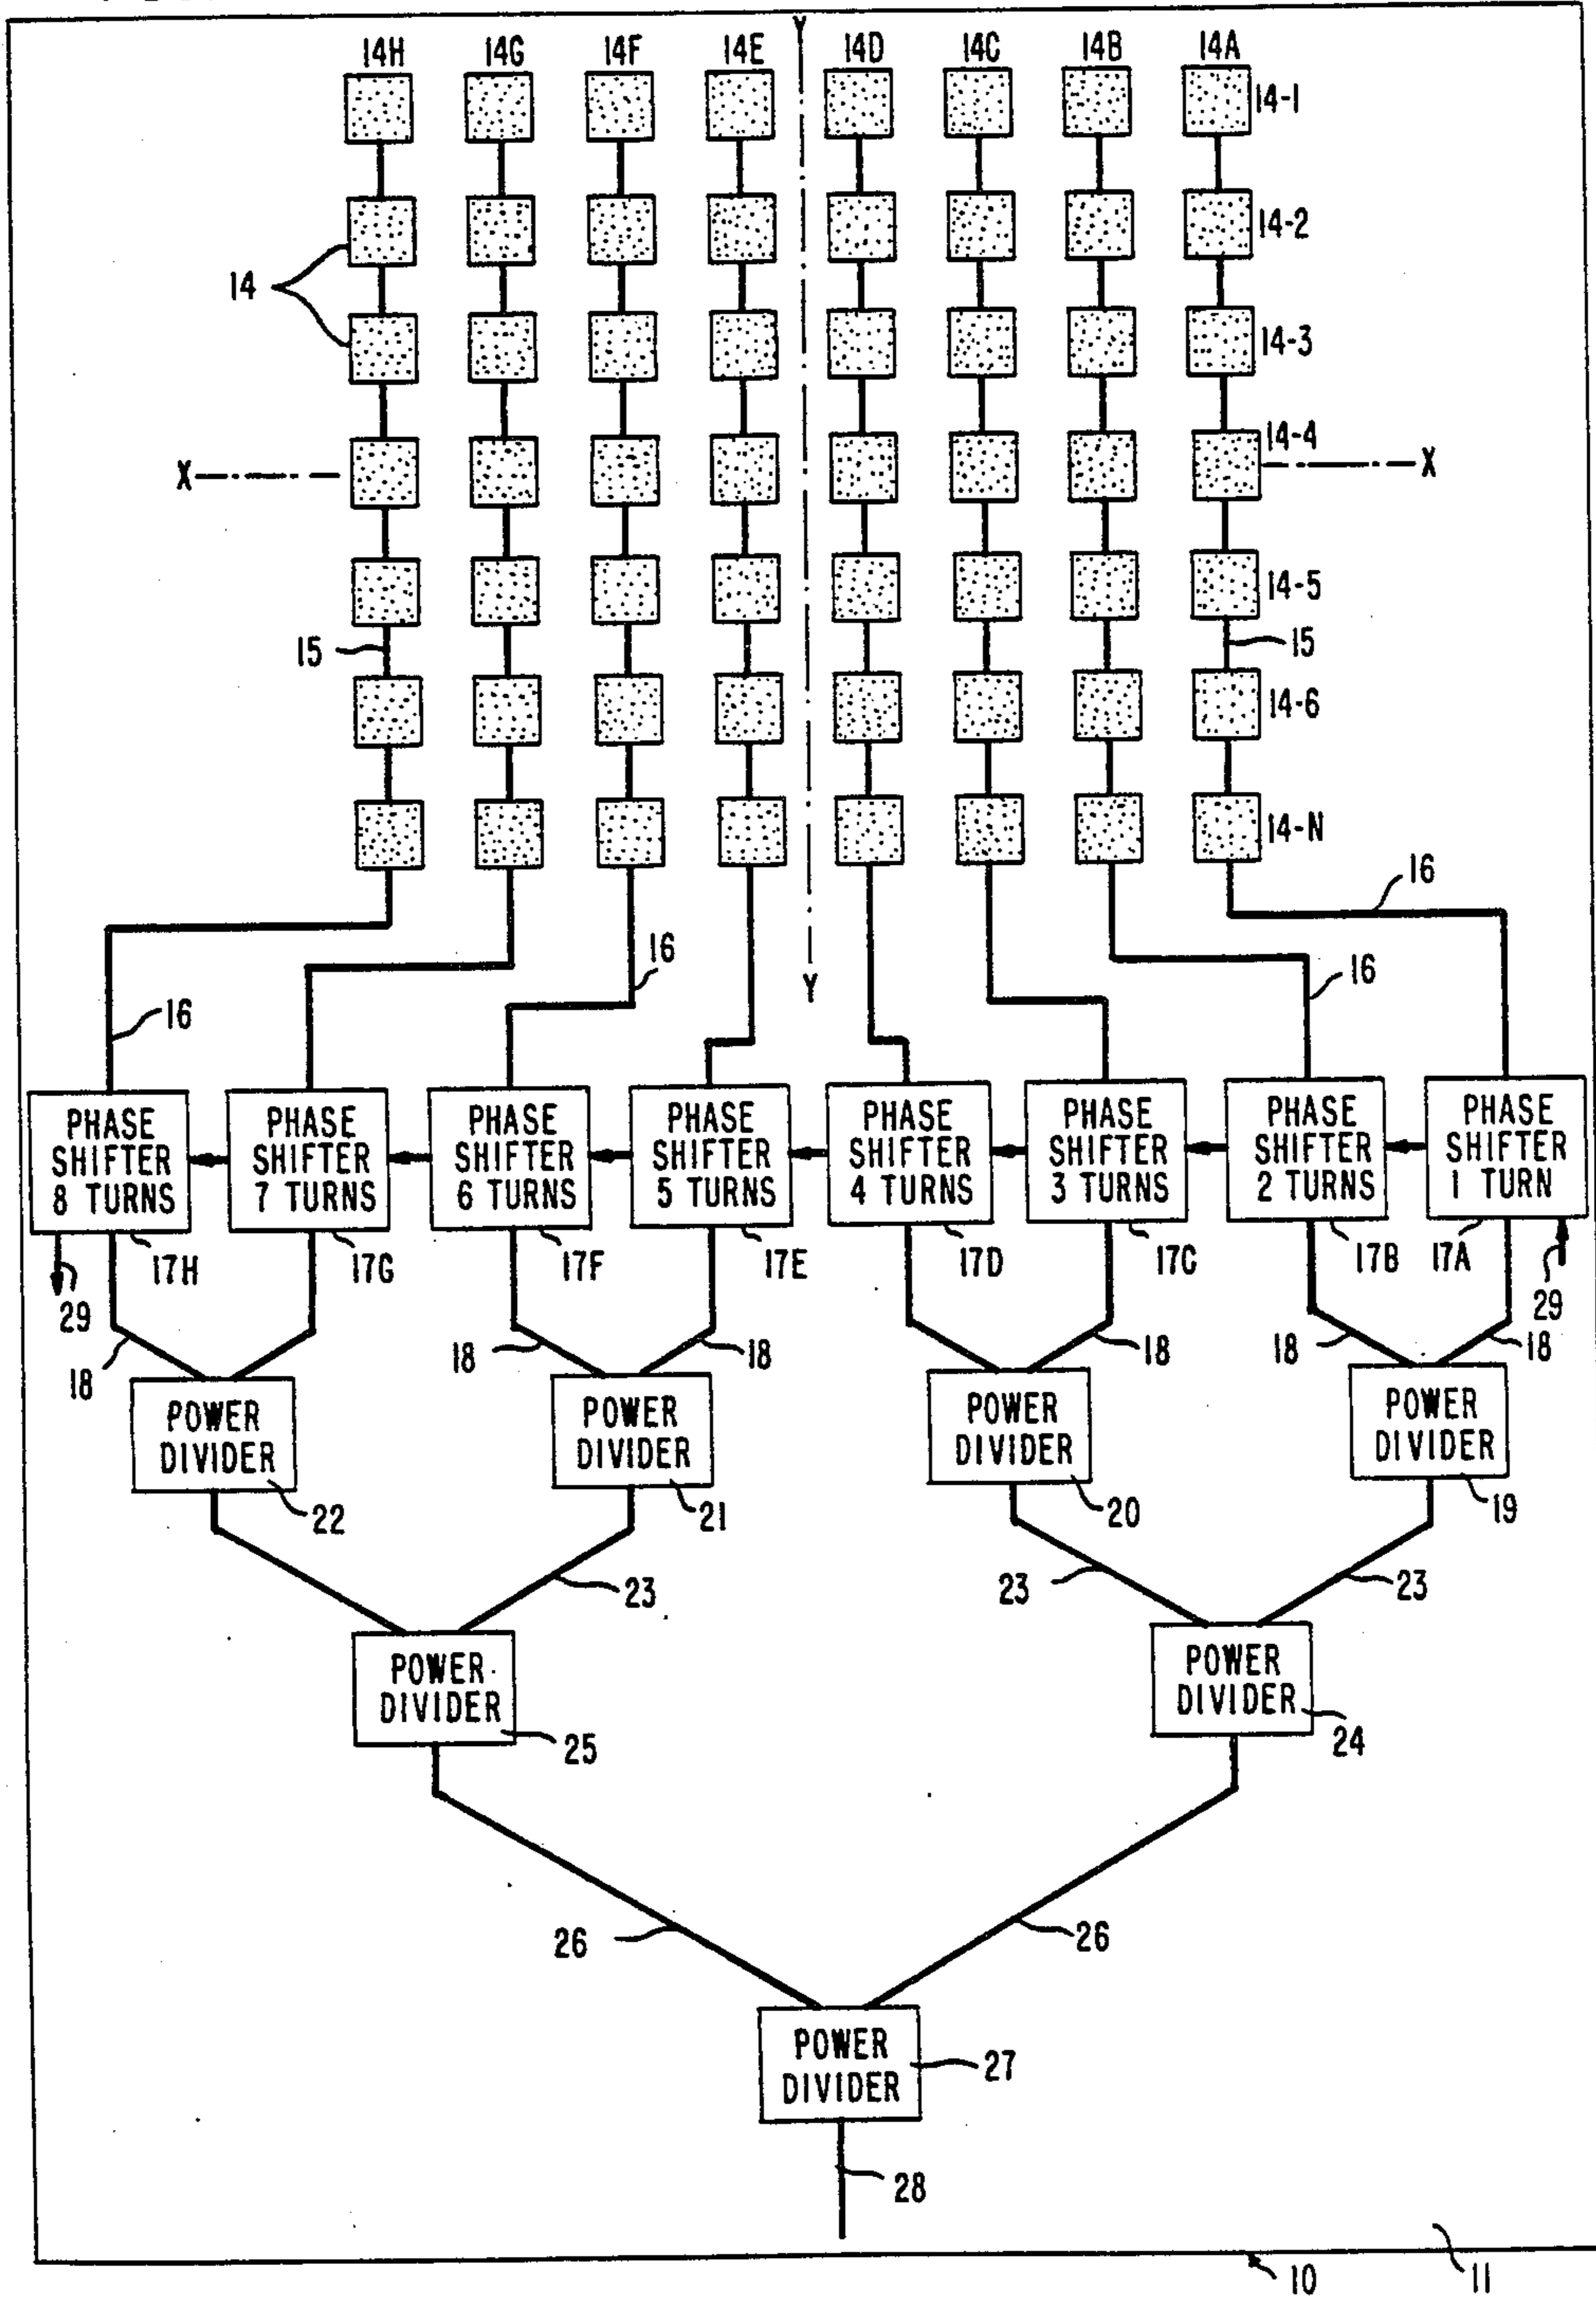 14H 14G 14F 14E Y 14D 14C 14B 14A
14-1
14-2
14
14-3
14-4
X X
14-5
15 15
14-6
14-N
16
16 16
Y
16
PHASE SHIFTER 8 TURNS
PHASE SHIFTER 7 TURNS
PHASE SHIFTER 6 TURNS
PHASE SHIFTER 5 TURNS
PHASE SHIFTER 4 TURNS
PHASE SHIFTER 3 TURNS
PHASE SHIFTER 2 TURNS
PHASE SHIFTER 1 TURN
17H 17G 17F 17E 17D 17C 17B 17A
29 29
18 18 18 18 18 18
POWER DIVIDER
POWER DIVIDER
POWER DIVIDER
POWER DIVIDER
22 21 20 19
23 23 23
POWER DIVIDER
POWER DIVIDER
25 24
26 26
POWER DIVIDER
27
28
10 11